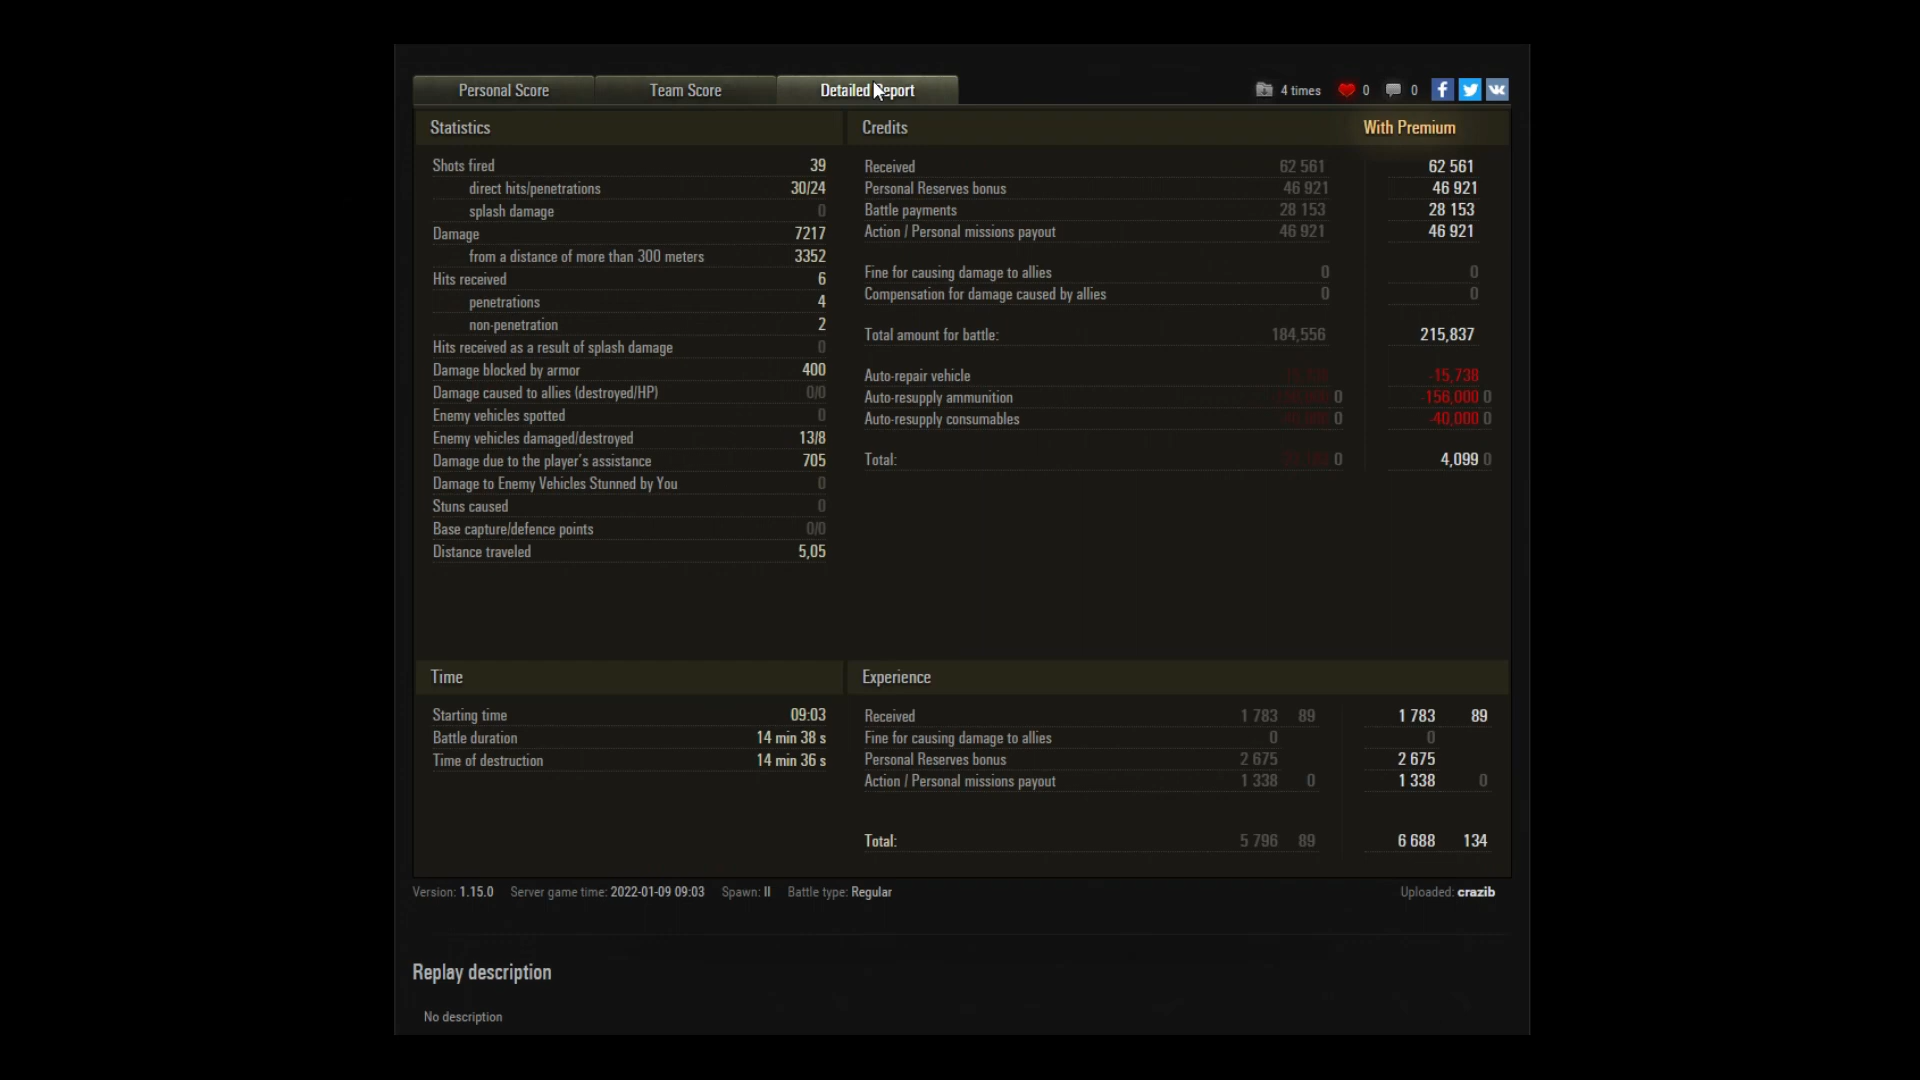 Personal Score Team Score Detailed Report 4 times 0 0
Statistics
Shots fired 39
direct hits/penetrations 30/24
splash damage 0
Damage 7217
from a distance of more than 300 meters 3352
Hits received 6
penetrations 4
non-penetration 2
Hits received as a result of splash damage 0
Damage blocked by armor 400
Damage caused to allies (destroyed/HP) 0/0
Enemy vehicles spotted 0
Enemy vehicles damaged/destroyed 13/8
Damage due to the player's assistance 705
Damage to Enemy Vehicles Stunned by You 0
Stuns caused 0
Base capture/defence points 0/0
Distance traveled 5,05
Credits With Premium
Received 62 561 62 561
Personal Reserves bonus 46 921 46 921
Battle payments 28 153 28 153
Action / Personal missions payout 46 921 46 921
Fine for causing damage to allies 0 0
Compensation for damage caused by allies 0 0
Total amount for battle: 184,556 215,837
Auto-repair vehicle -15,738
Auto-resupply ammunition 0 -156,000 0
Auto-resupply consumables 0 -40,000 0
Total: 0 4,099 0
Time
Starting time 09:03
Battle duration 14 min 38 s
Time of destruction 14 min 36 s
Experience
Received 1 783 89 1 783 89
Fine for causing damage to allies 0 0
Personal Reserves bonus 2 675 2 675
Action / Personal missions payout 1 338 0 1 338 0
Total: 5 796 89 6 688 134
Version: 1.15.0 Server game time: 2022-01-09 09:03 Spawn: II Battle type: Regular Uploaded: crazib
Replay description
No description